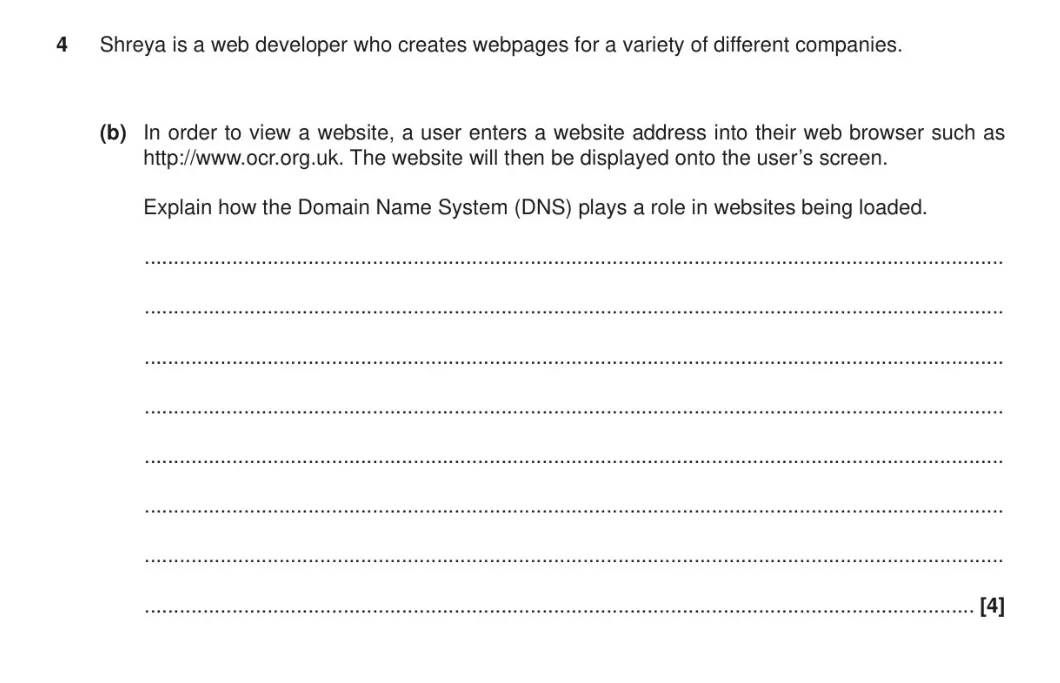 4 Shreya is a web developer who creates webpages for a variety of different companies.
(b) In order to view a website, a user enters a website address into their web browser such as
http://www.ocr.org.uk. The website will then be displayed onto the user's screen.
Explain how the Domain Name System (DNS) plays a role in websites being loaded.
[4]